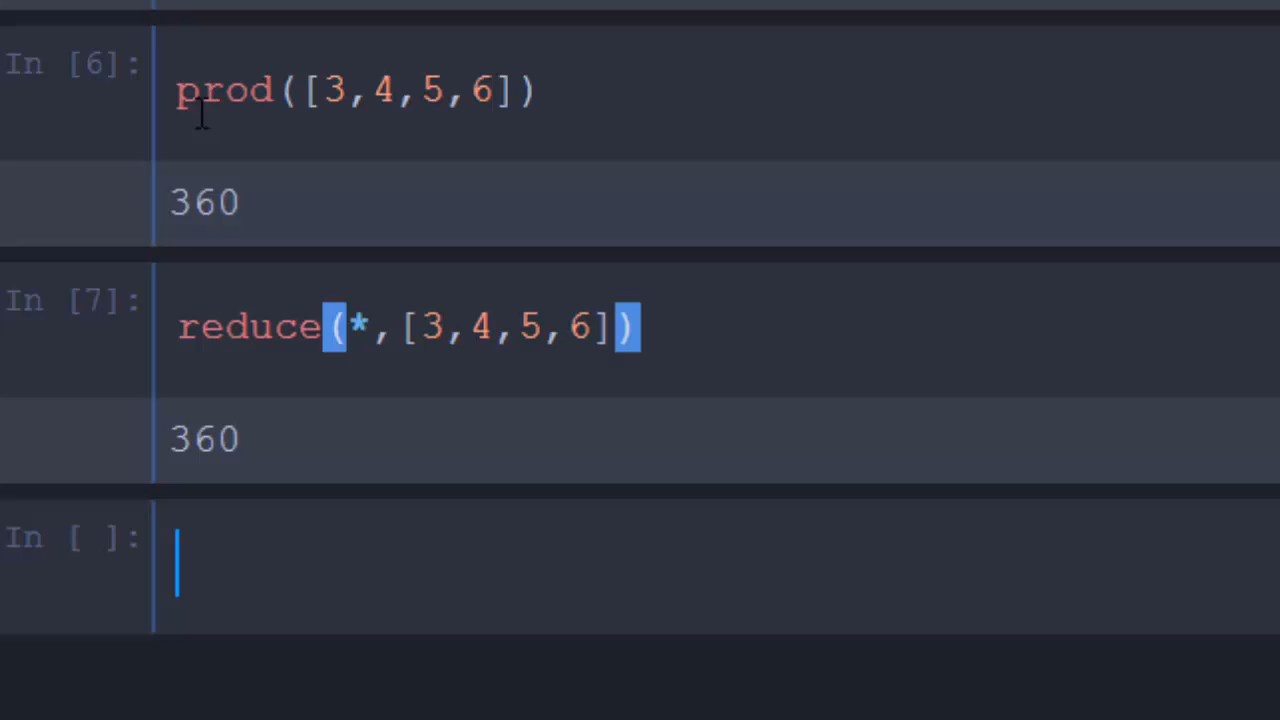 In [6]:
prod([3,4,5,6])
360
In [7]:
reduce(*,[3,4,5,6])
360
In [ ]: